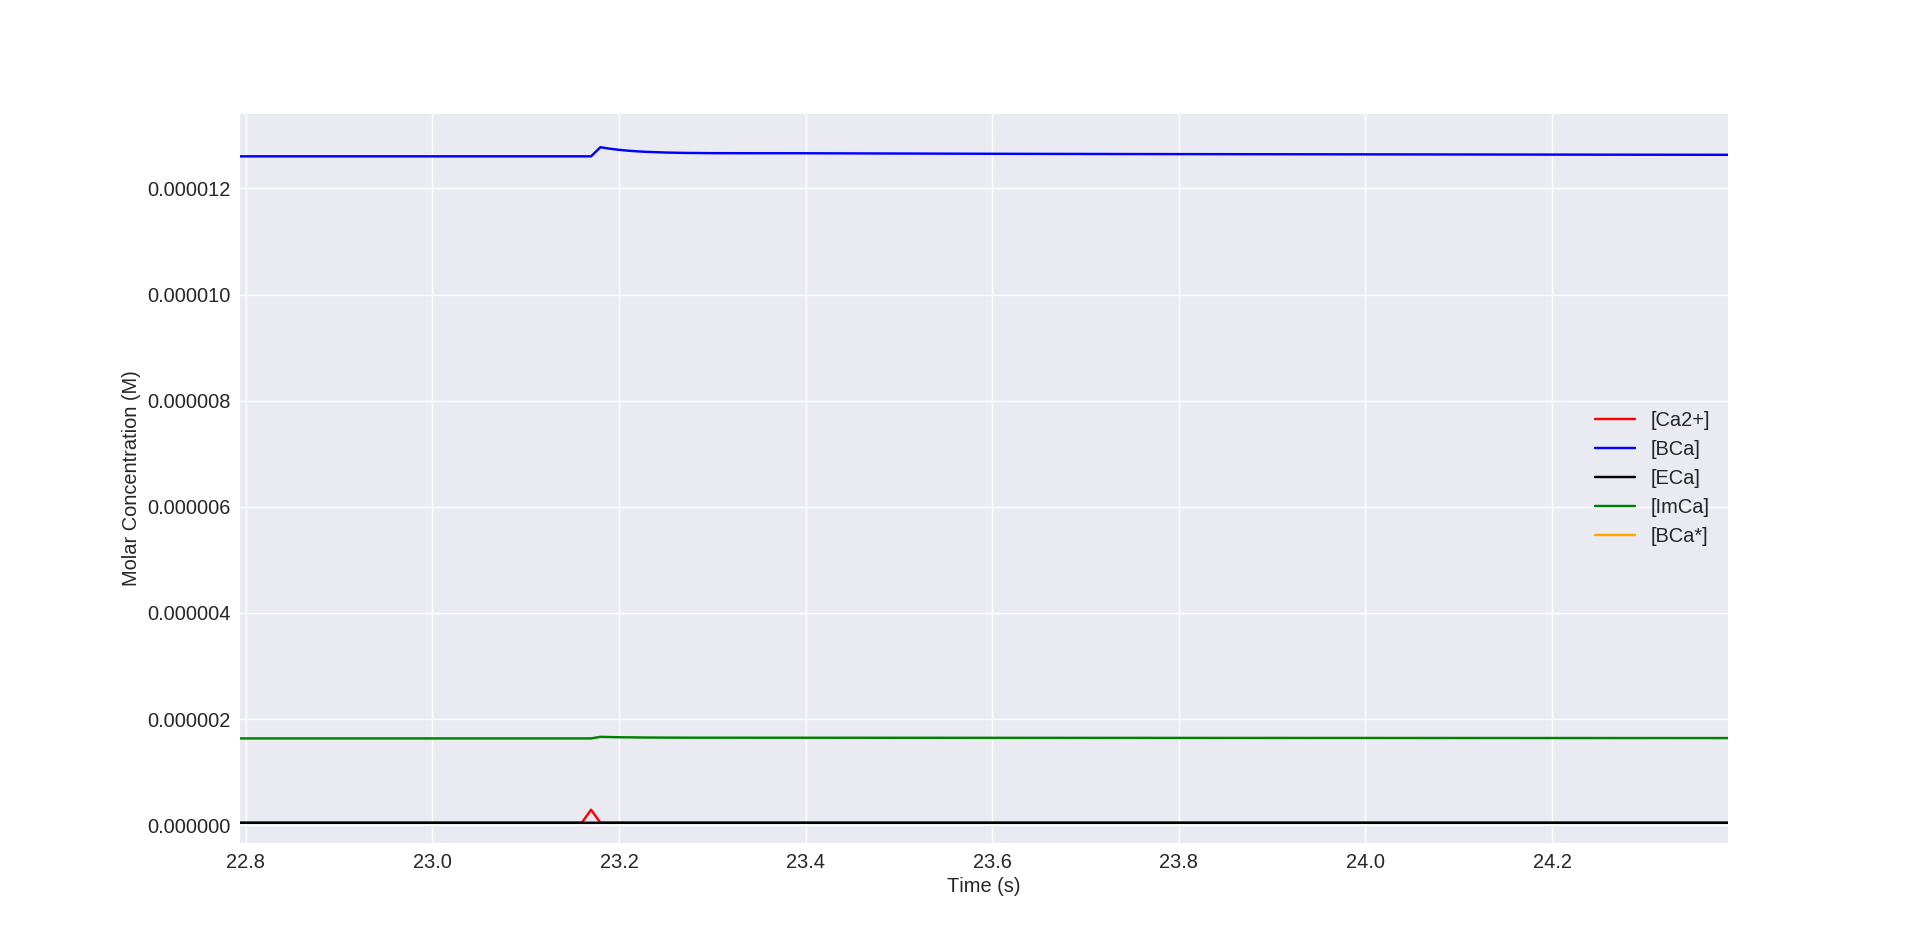 0.000012
0.000010
0.000008
0.000006
0.000004
0.000002
0.000000
Molar Concentration (M)
[Ca2+]
[BCa]
[ECa]
[ImCa]
[BCa*]
22.8 23.0 23.2 23.4 23.6 23.8 24.0 24.2
Time (s)